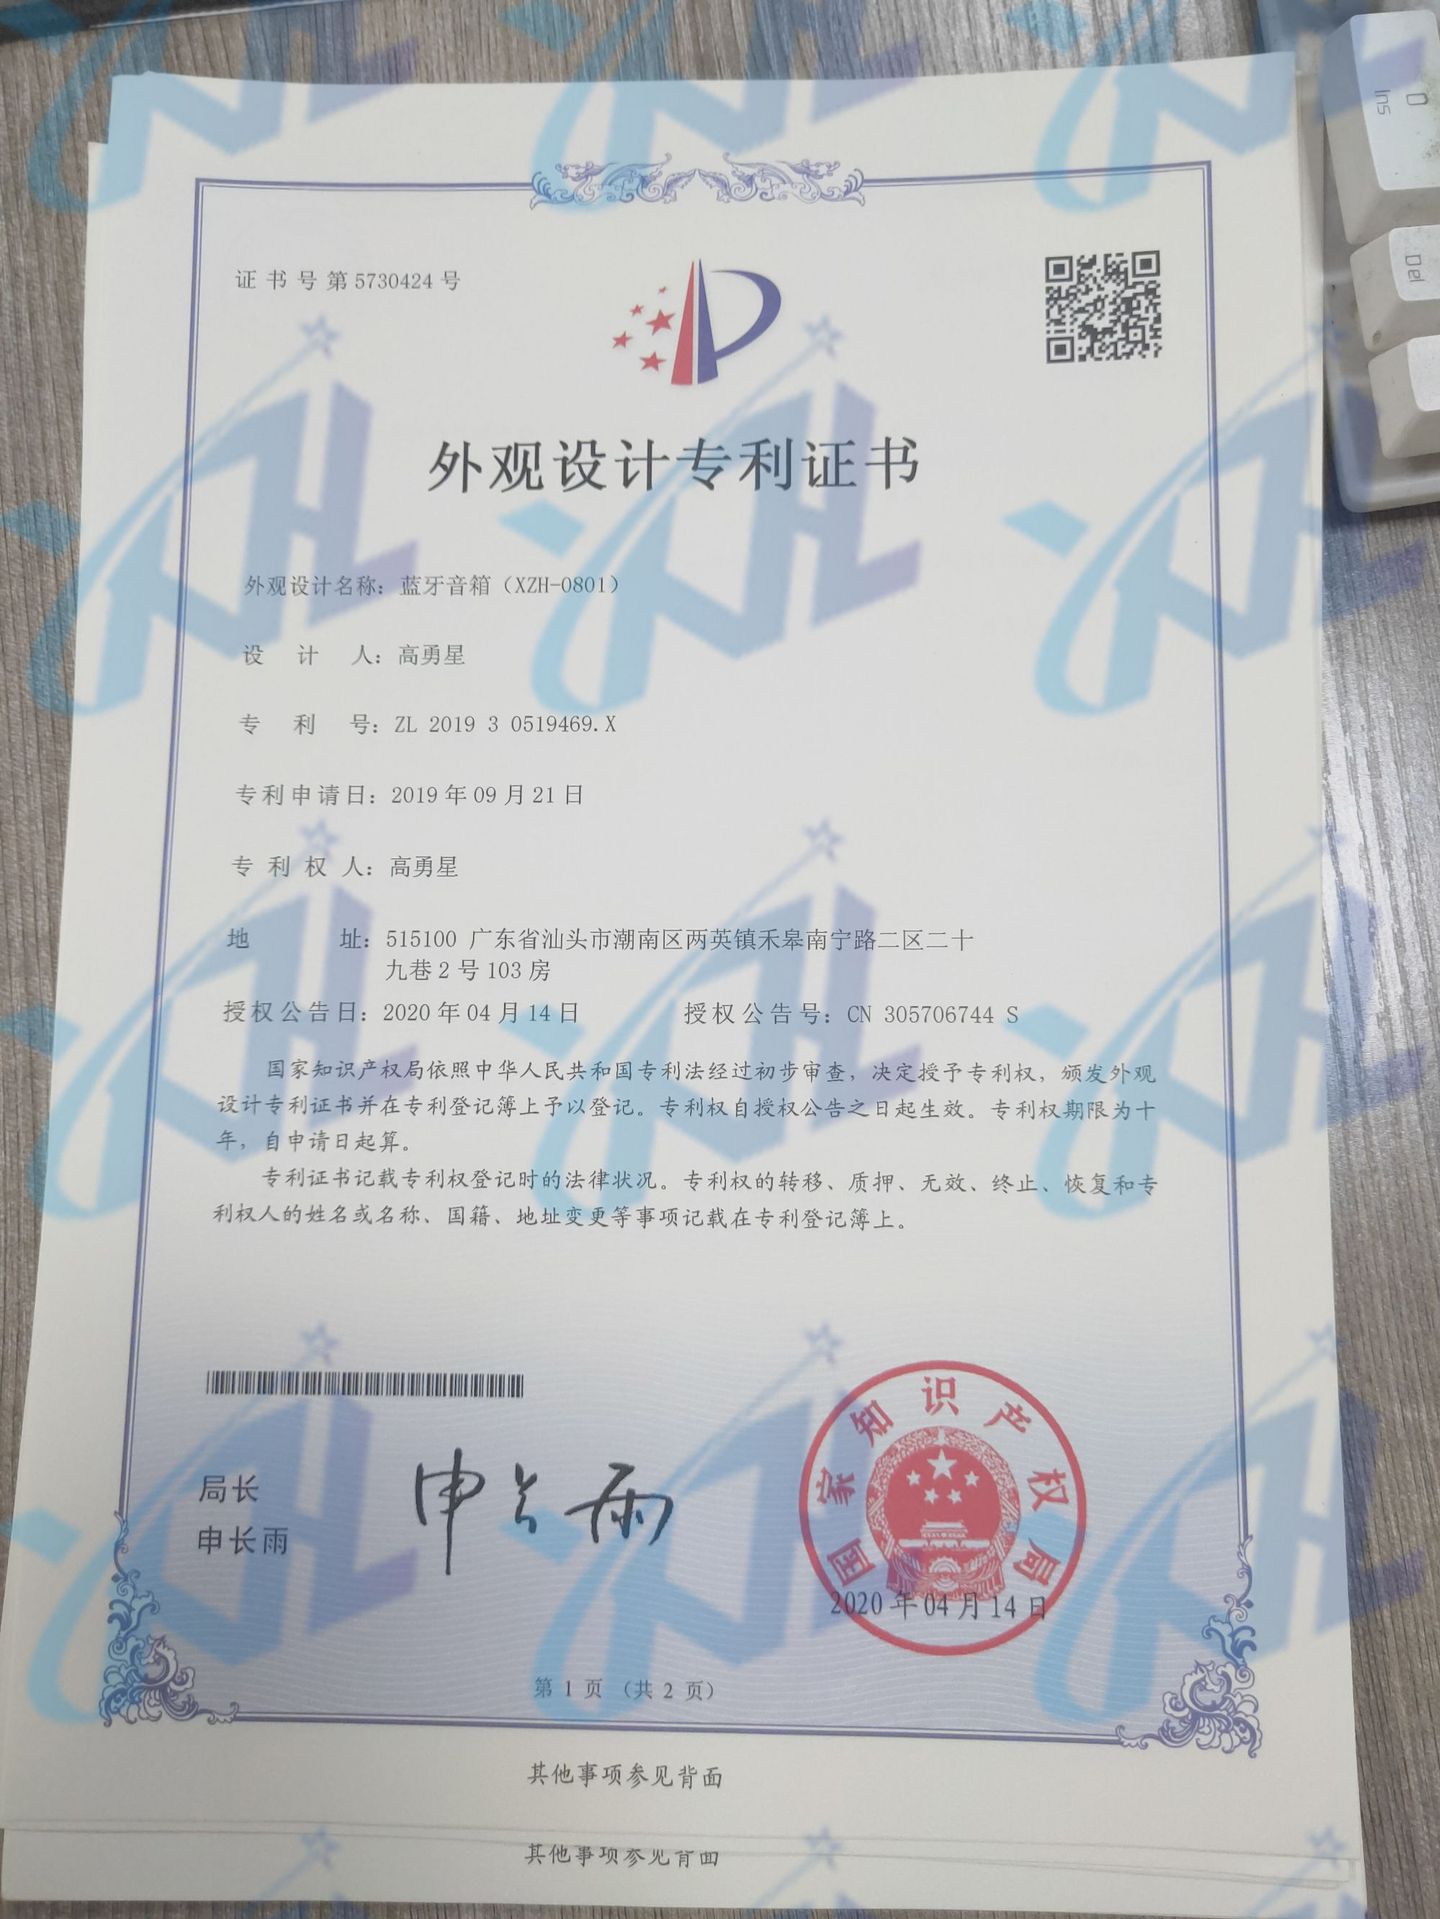 证书号第5730424号
外观设计专利证书
外观设计名称：蓝牙音箱（XZH-0801）
设计人：高勇星
专利号：ZL 2019 3 0519469.X
专利申请日：2019年09月21日
专利权人：高勇星
地址：515100 广东省汕头市潮南区两英镇禾皋南宁路二区二十
九巷2号103房
授权公告日：2020年04月14日 授权公告号：CN 305706744 S
国家知识产权局依照中华人民共和国专利法经过初步审查，决定授予专利权，颁发外观
设计专利证书并在专利登记簿上予以登记。专利权自授权公告之日起生效。专利权期限为十
年，自申请日起算。
专利证书记载专利权登记时的法律状况。专利权的转移、质押、无效、终止、恢复和专
利权人的姓名或名称、国籍、地址变更等事项记载在专利登记簿上。
局长
申长雨
申长雨
国家知识产权局
2020年04月14日
第 1 页 （共 2 页）
其他事项参见背面
其他事项参见背面
0
Ins
Del